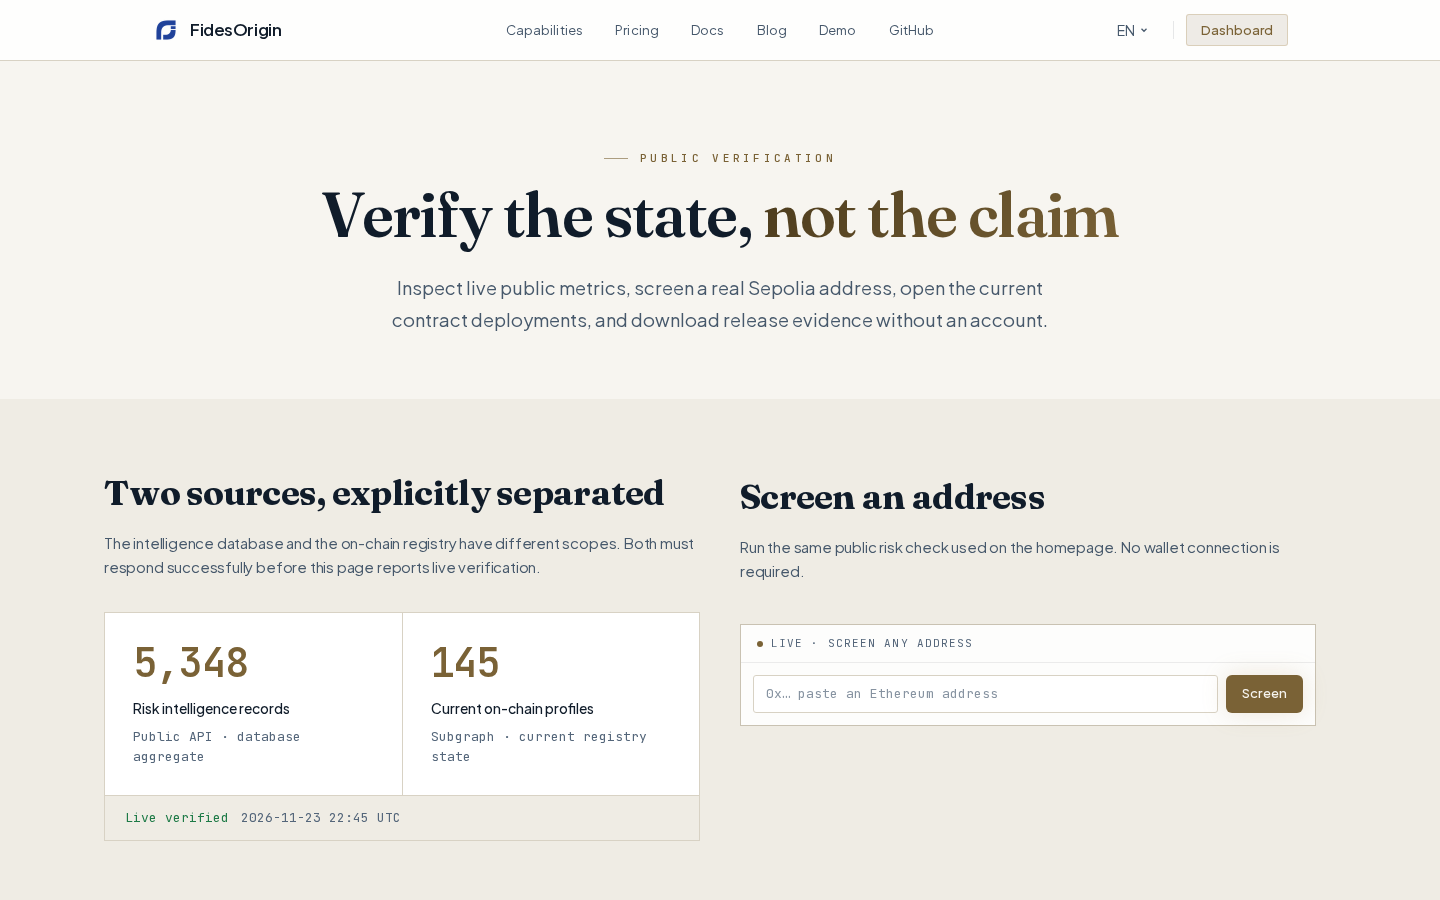 FidesOrigin
Capabilities
Pricing
Docs
Blog
Demo
GitHub
EN
Dashboard
PUBLIC VERIFICATION
Verify the state, not the claim
Inspect live public metrics, screen a real Sepolia address, open the current
contract deployments, and download release evidence without an account.
Two sources, explicitly separated
The intelligence database and the on-chain registry have different scopes. Both must
respond successfully before this page reports live verification.
5,348
Risk intelligence records
Public API · database
aggregate
145
Current on-chain profiles
Subgraph · current registry
state
Live verified 2026-11-23 22:45 UTC
Screen an address
Run the same public risk check used on the homepage. No wallet connection is
required.
LIVE · SCREEN ANY ADDRESS
0x… paste an Ethereum address
Screen